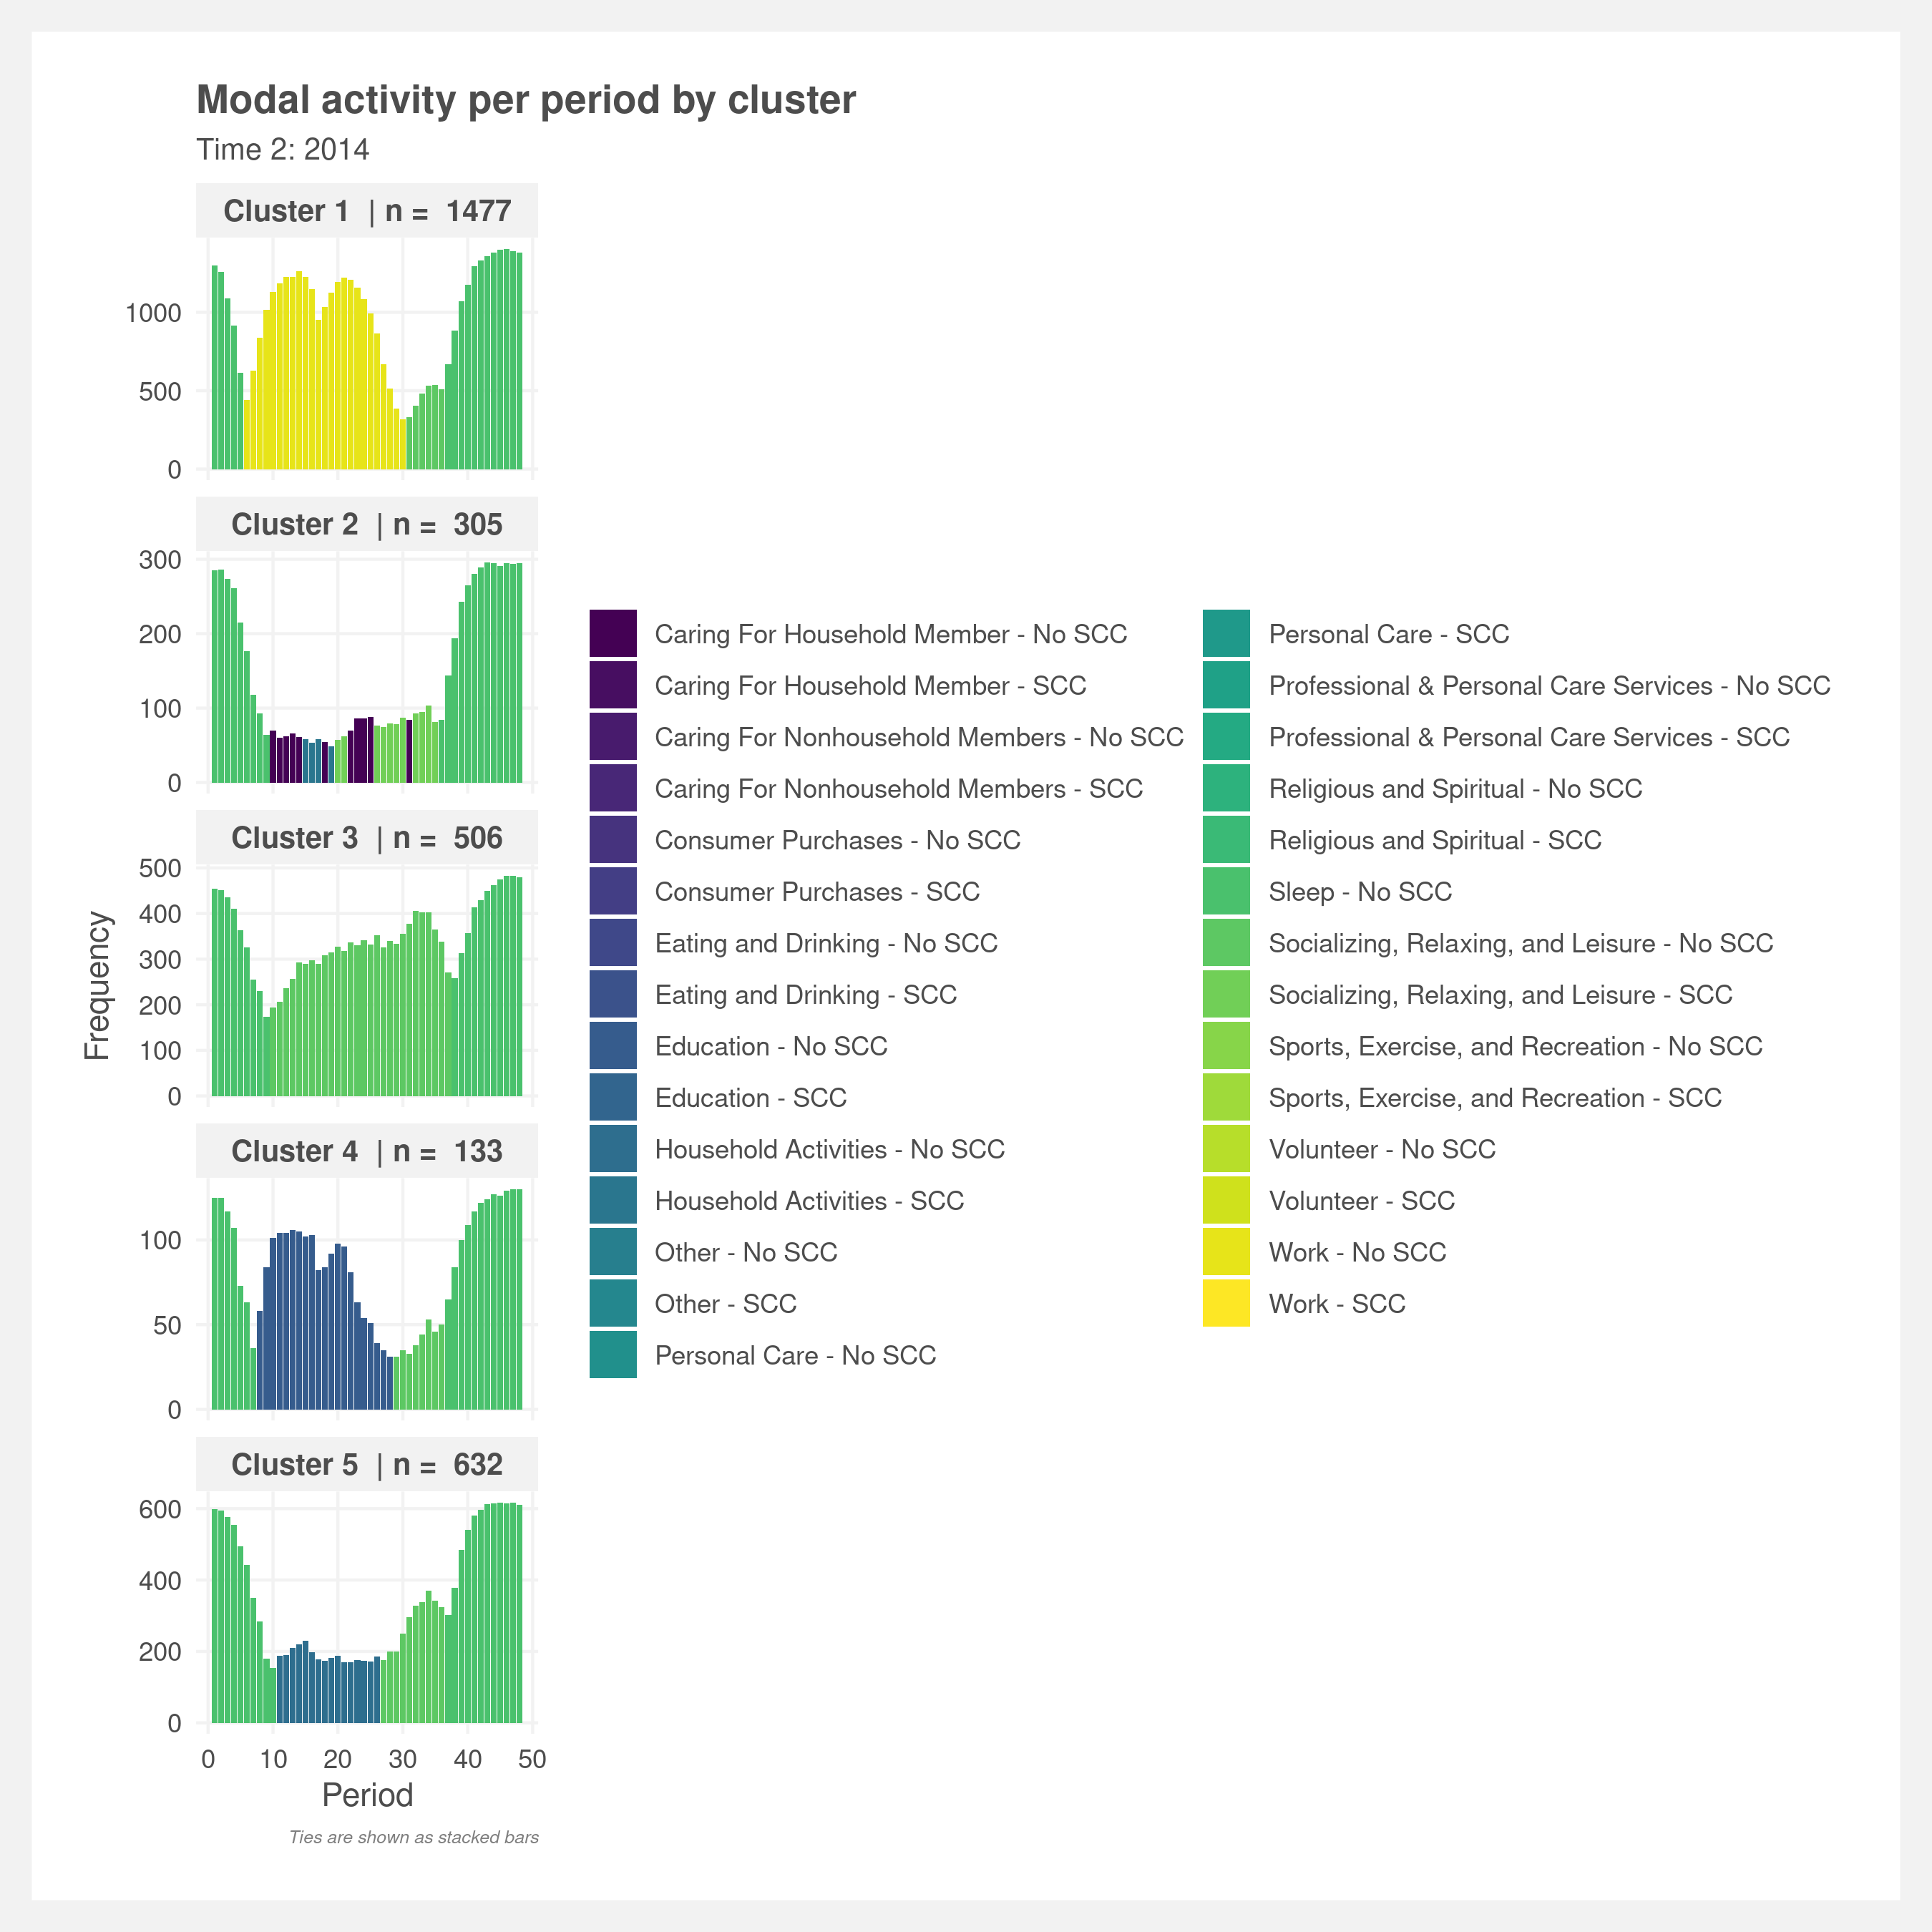 Modal activity per period by cluster
Time 2: 2014
Cluster 1 | n = 1477
1000
500
0
Cluster 2 | n = 305
300
200
100
0
Cluster 3 | n = 506
500
400
300
200
100
0
Cluster 4 | n = 133
100
50
0
Cluster 5 | n = 632
600
400
200
0
0 10 20 30 40 50
Frequency
Period
Ties are shown as stacked bars
Caring For Household Member - No SCC
Caring For Household Member - SCC
Caring For Nonhousehold Members - No SCC
Caring For Nonhousehold Members - SCC
Consumer Purchases - No SCC
Consumer Purchases - SCC
Eating and Drinking - No SCC
Eating and Drinking - SCC
Education - No SCC
Education - SCC
Household Activities - No SCC
Household Activities - SCC
Other - No SCC
Other - SCC
Personal Care - No SCC
Personal Care - SCC
Professional & Personal Care Services - No SCC
Professional & Personal Care Services - SCC
Religious and Spiritual - No SCC
Religious and Spiritual - SCC
Sleep - No SCC
Socializing, Relaxing, and Leisure - No SCC
Socializing, Relaxing, and Leisure - SCC
Sports, Exercise, and Recreation - No SCC
Sports, Exercise, and Recreation - SCC
Volunteer - No SCC
Volunteer - SCC
Work - No SCC
Work - SCC